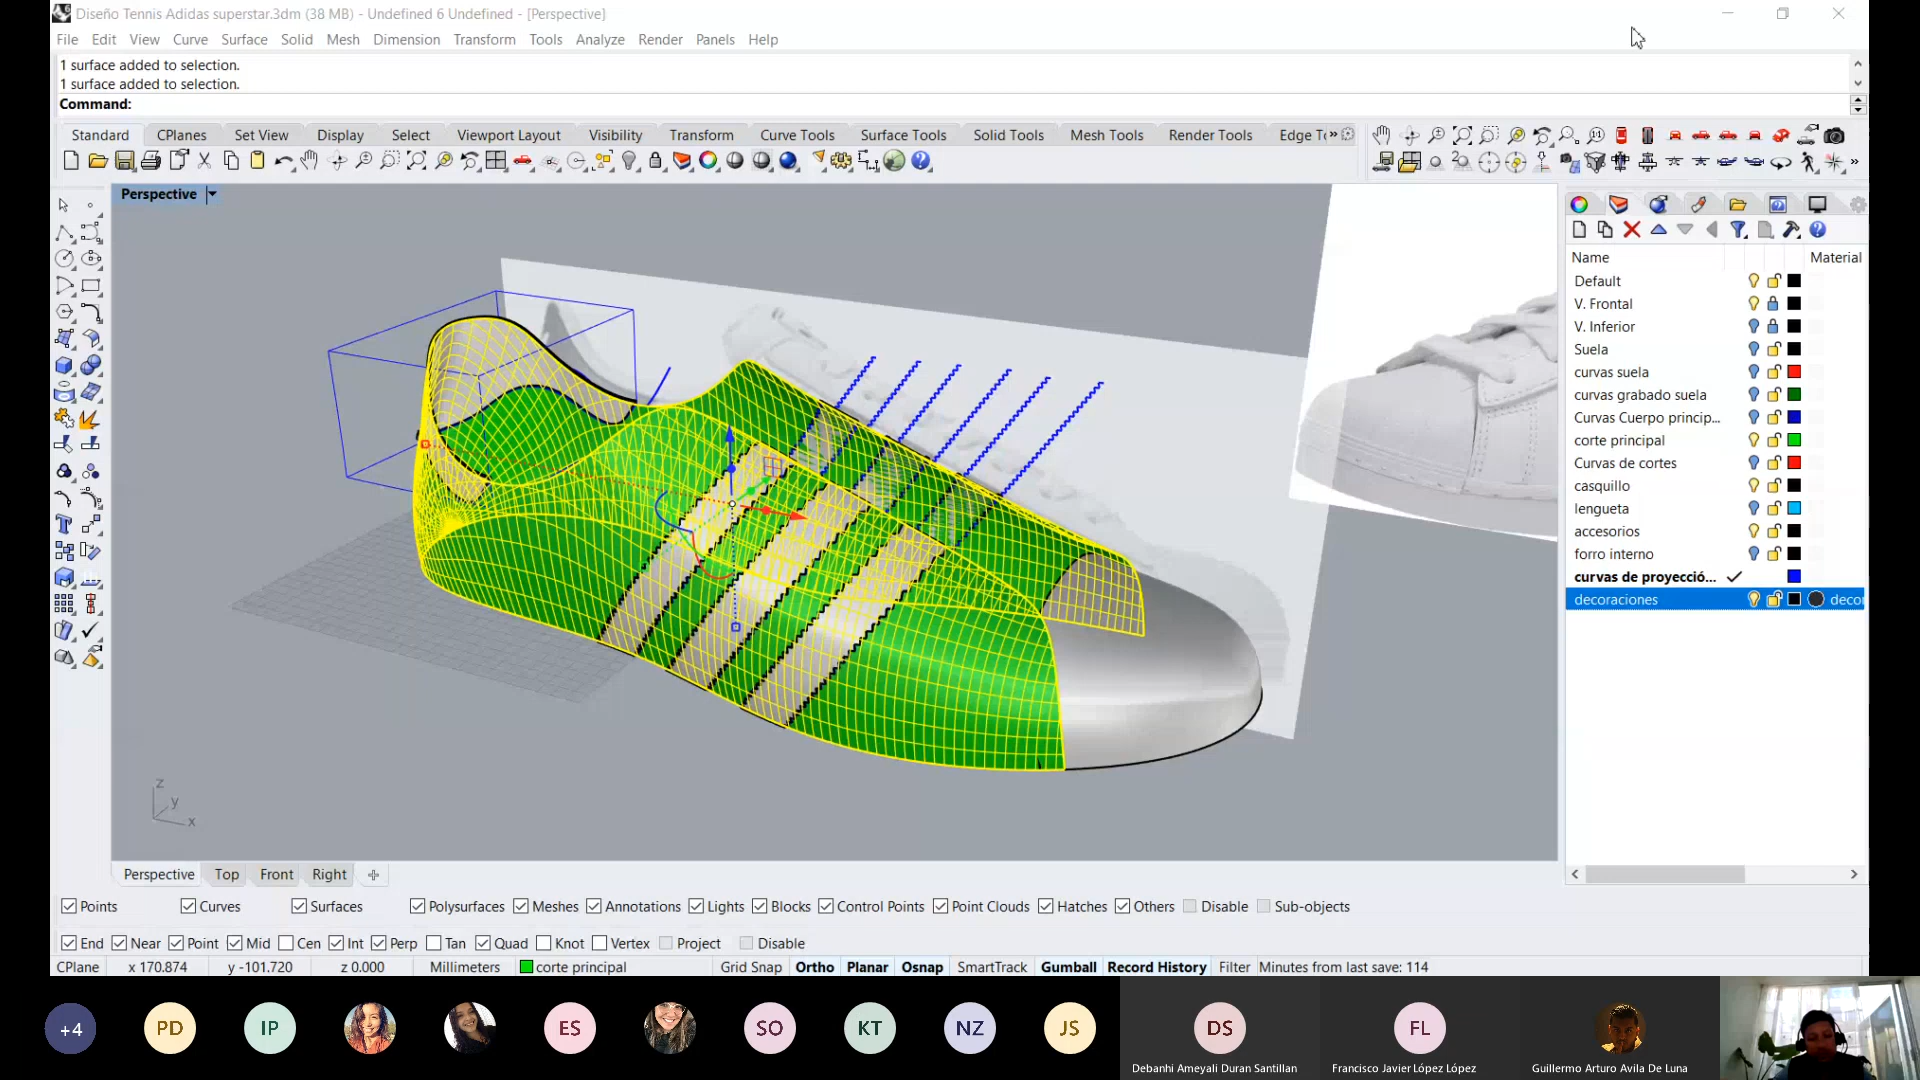 Diseño Tennis Adidas superstar.3dm (38 MB) - Undefined 6 Undefined - [Perspective]
File Edit View Curve Surface Solid Mesh Dimension Transform Tools Analyze Render Panels Help
1 surface added to selection.
1 surface added to selection.
Command:
Standard CPlanes Set View Display Select Viewport Layout Visibility Transform Curve Tools Surface Tools Solid Tools Mesh Tools Render Tools Edge To
Perspective
Name Material
Default
V. Frontal
V. Inferior
Suela
curvas suela
curvas grabado suela
Curvas Cuerpo princip...
corte principal
Curvas de cortes
casquillo
lengueta
accesorios
forro interno
curvas de proyecció...
decoraciones deco
z
y
x
Perspective Top Front Right
Points Curves Surfaces Polysurfaces Meshes Annotations Lights Blocks Control Points Point Clouds Hatches Others Disable Sub-objects
End Near Point Mid Cen Int Perp Tan Quad Knot Vertex Project Disable
CPlane x 170.874 y -101.720 z 0.000 Millimeters corte principal Grid Snap Ortho Planar Osnap SmartTrack Gumball Record History Filter Minutes from last save: 114
+4 PD IP ES SO KT NZ JS DS FL
Debanhi Ameyali Duran Santillan Francisco Javier López López Guillermo Arturo Avila De Luna